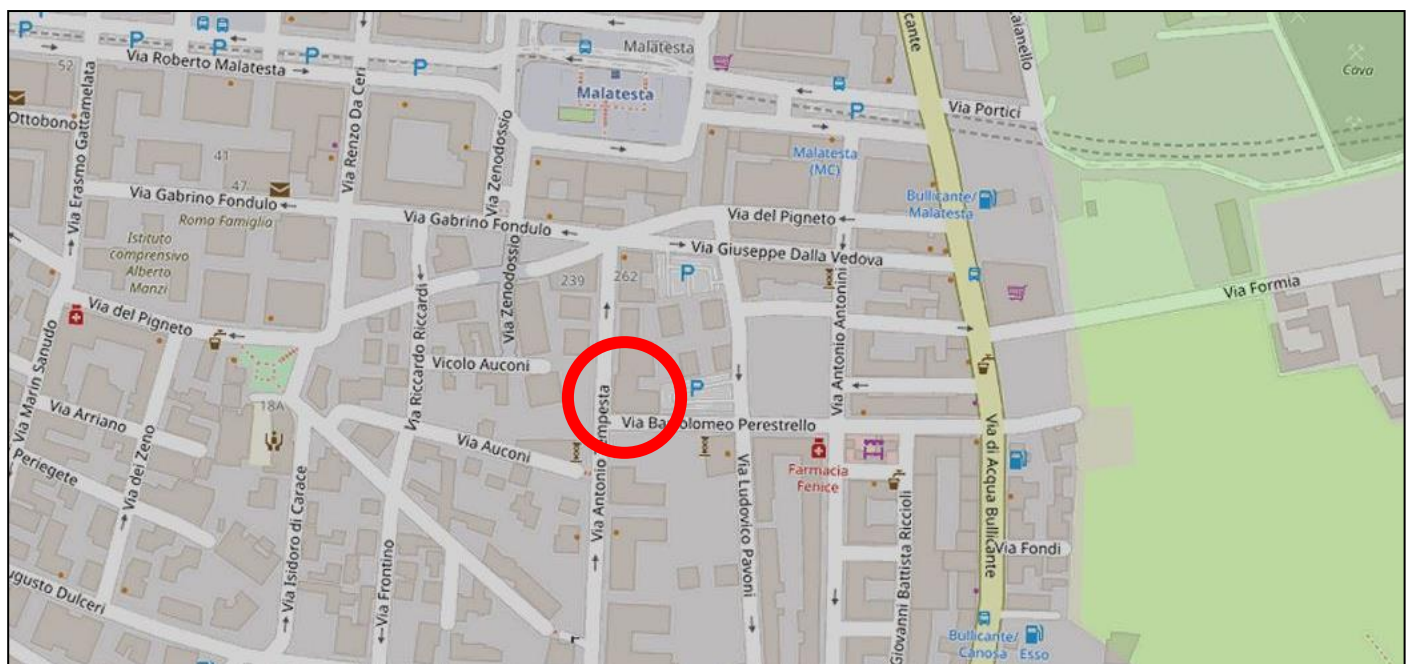 P
P
P
P
P
Malatesta
Malatesta
52
Via Roberto Malatesta
Ottobono
Via Erasmo Gattamelata
41
47
Via Renzo Da Ceri
Via Zenodossio
Via Portici
P
Cava
Malatesta
(MC)
Via Gabrino Fondulo
Roma Famiglia
Via Gabrino Fondulo
Via del Pigneto
Bullicante/
Malatesta
Via Giuseppe Dalla Vedova
Istituto
comprensivo
Alberto
Manzi
239
262
P
Via Formia
Via del Pigneto
Via Marin Sanudo
Via Riccardo Riccardi
Via Zenodossio
Via Antonio Antonini
Vicolo Auconi
P
18A
Via Arriano
Via dei Zeno
Periegete
Via Auconi
Via Antonio Tempesta
Via Bartolomeo Perestrello
Farmacia
Fenice
Via Ludovico Pavoni
Via di Acqua Bullicante
Via Isidoro di Carace
Via Frontino
Giovanni Battista Riccioli
Via Fondi
ugusto Dulceri
Bullicante/
Canosa
Esso